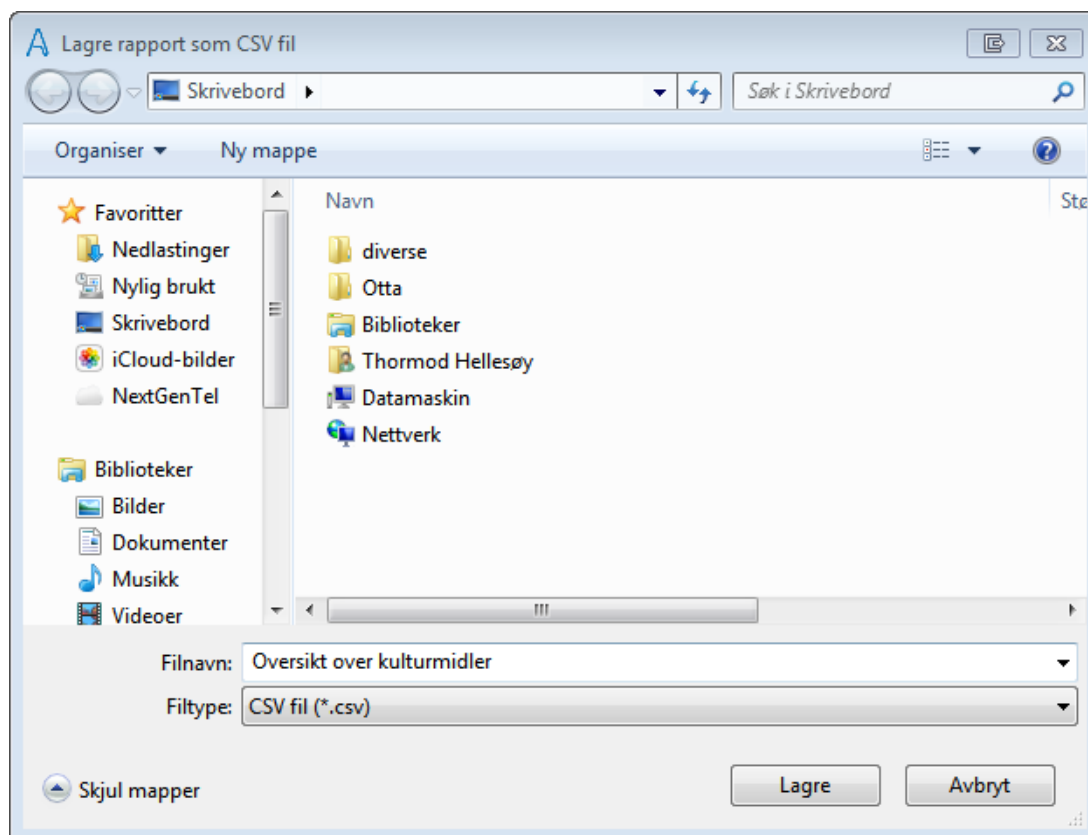 Lagre rapport som CSV fil
Skrivebord
Søk i Skrivebord
Organiser
Ny mappe
Favoritter
Nedlastinger
Nylig brukt
Skrivebord
iCloud-bilder
NextGenTel
Biblioteker
Bilder
Dokumenter
Musikk
Videoer
Navn
Stø
diverse
Otta
Biblioteker
Thormod Hellesøy
Datamaskin
Nettverk
Filnavn: Oversikt over kulturmidler
Filtype: CSV fil (*.csv)
Skjul mapper
Lagre
Avbryt